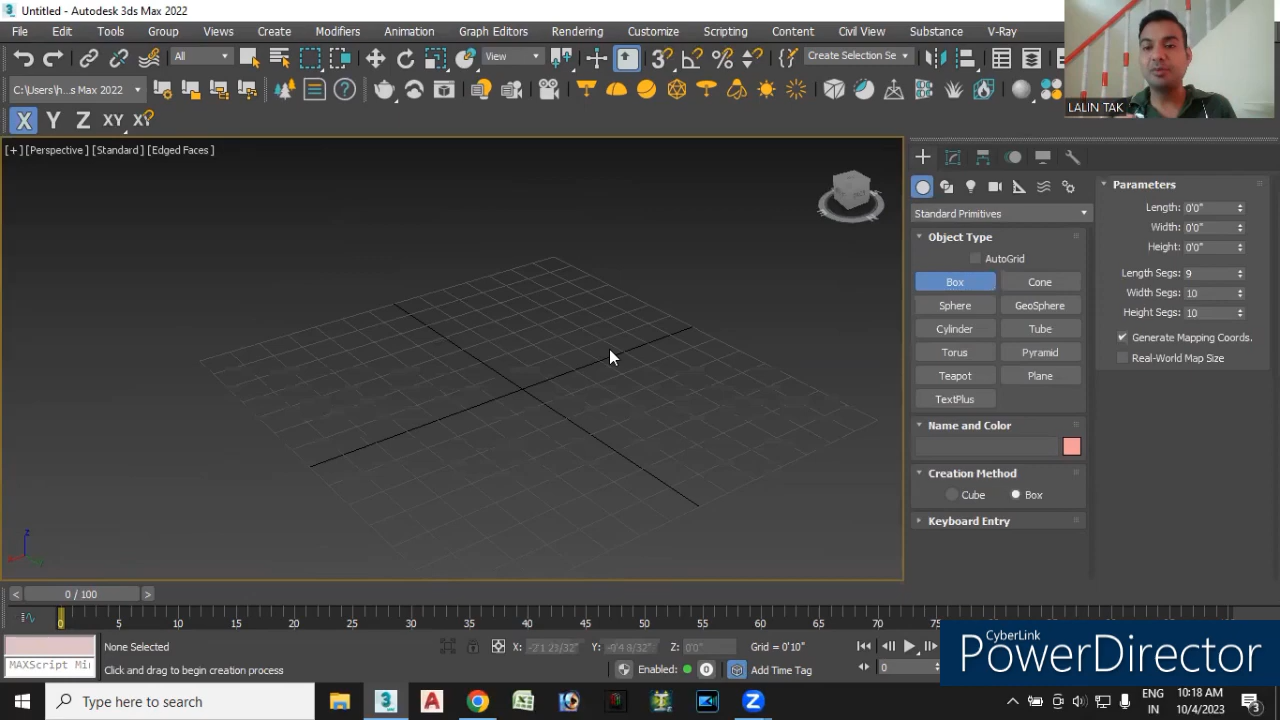 Untitled - Autodesk 3ds Max 2022
File Edit Tools Group Views Create Modifiers Animation Graph Editors Rendering Customize Scripting Content Civil View Substance V-Ray
All View Create Selection Se
C:\Users\h...s Max 2022
LALIN TAK
X Y Z XY
[+] [Perspective] [Standard] [Edged Faces]
Standard Primitives
Object Type
AutoGrid
Box Cone
Sphere GeoSphere
Cylinder Tube
Torus Pyramid
Teapot Plane
TextPlus
Name and Color
Creation Method
Cube Box
Keyboard Entry
Parameters
Length: 0'0"
Width: 0'0"
Height: 0'0"
Length Segs: 9
Width Segs: 10
Height Segs: 10
Generate Mapping Coords.
Real-World Map Size
z
< 0 / 100 >
0 5 10 15 20 25 30 35 40 45 50 55 60 65 70 75
None Selected X: -2'1 23/32" Y: -0'4 8/32" Z: 0'0" Grid = 0'10"
MAXScript Mi Click and drag to begin creation process Enabled: 0 Add Time Tag 0
CyberLink
PowerDirector
Type here to search
ENG
IN
10:18 AM
10/4/2023
3